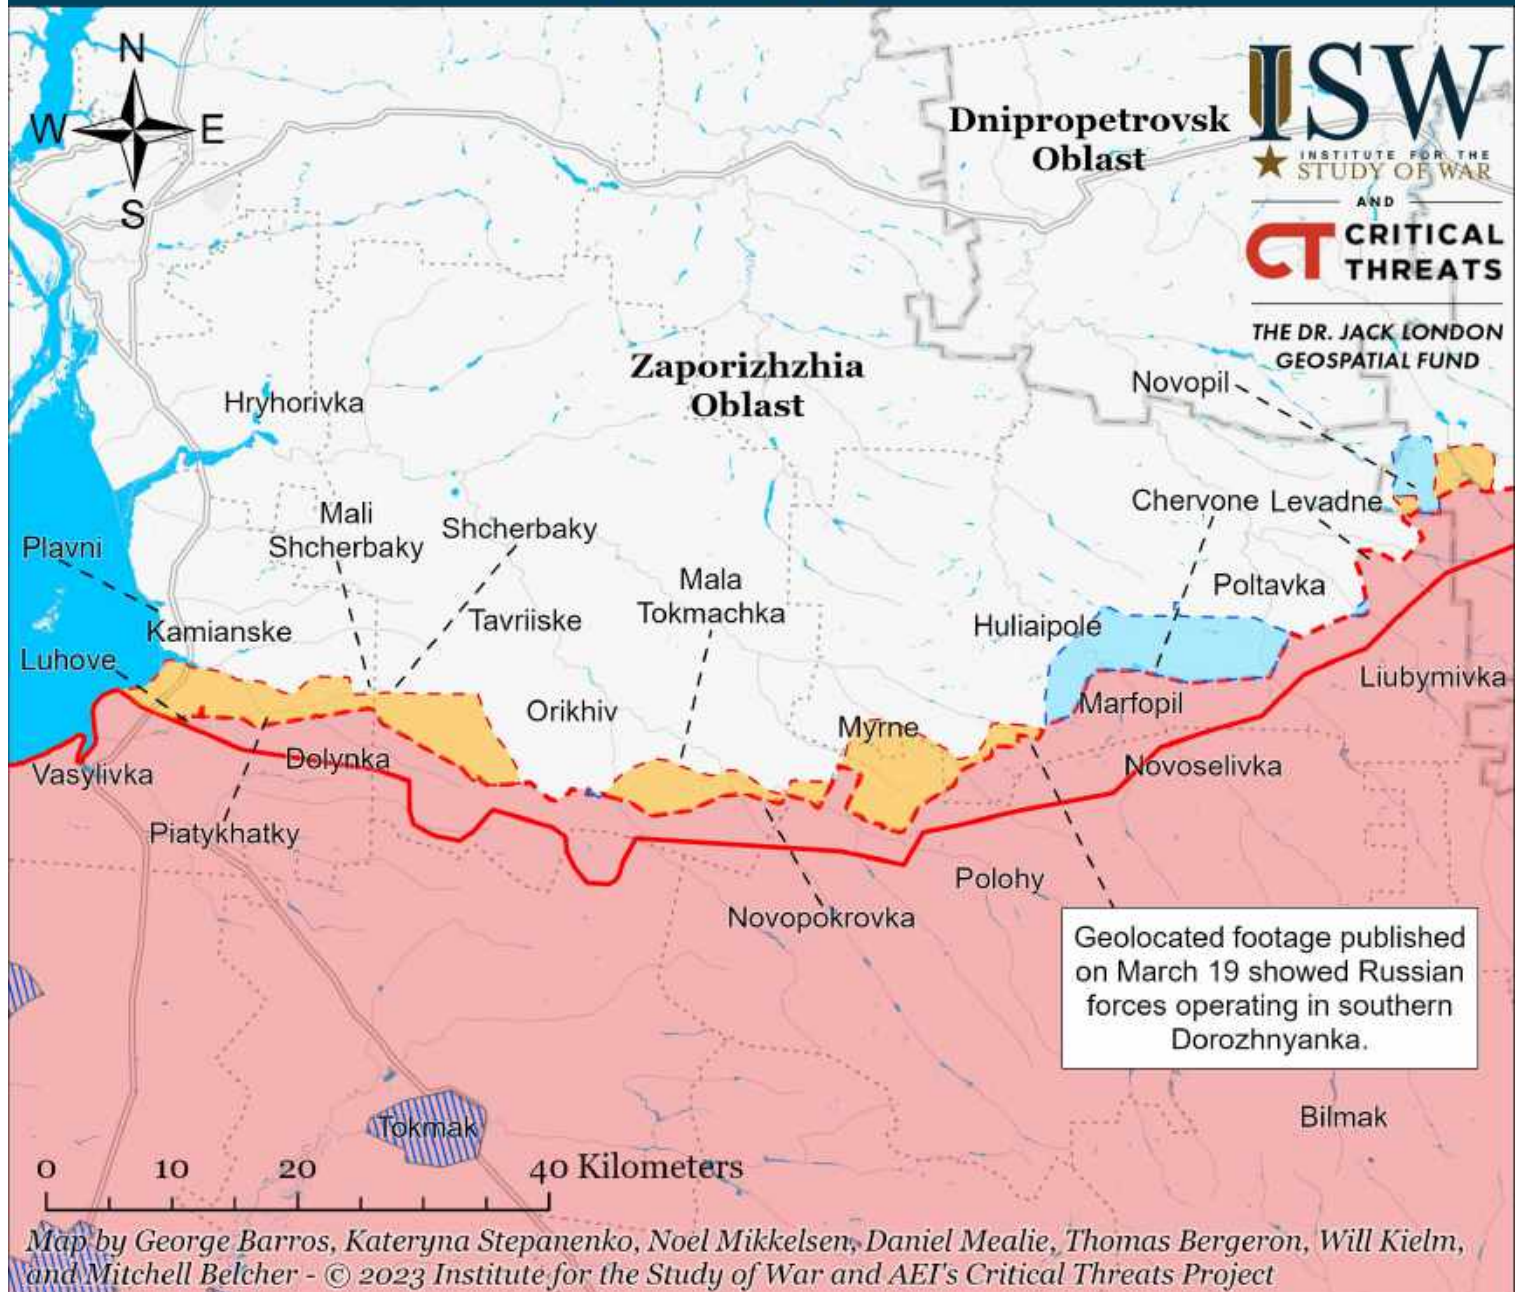 N
W
E
S
Dnipropetrovsk
Oblast
ISW
INSTITUTE FOR THE
STUDY OF WAR
AND
CT CRITICAL
THREATS
THE DR. JACK LONDON
GEOSPATIAL FUND
Zaporizhzhia
Oblast
Novopil
Hryhorivka
Mali
Shcherbaky
Shcherbaky
Chervone
Levadne
Plavni
Mala
Tokmachka
Poltavka
Kamianske
Tavriiske
Huliaipole
Luhove
Orikhiv
Marfopil
Liubymivka
Myrne
Vasylivka
Dolynka
Novoselivka
Piatykhatky
Polohy
Novopokrovka
Geolocated footage published
on March 19 showed Russian
forces operating in southern
Dorozhnyanka.
Tokmak
Bilmak
0 10 20 40 Kilometers
Map by George Barros, Kateryna Stepanenko, Noel Mikkelsen, Daniel Mealie, Thomas Bergeron, Will Kielm,
and Mitchell Belcher - © 2023 Institute for the Study of War and AEI's Critical Threats Project